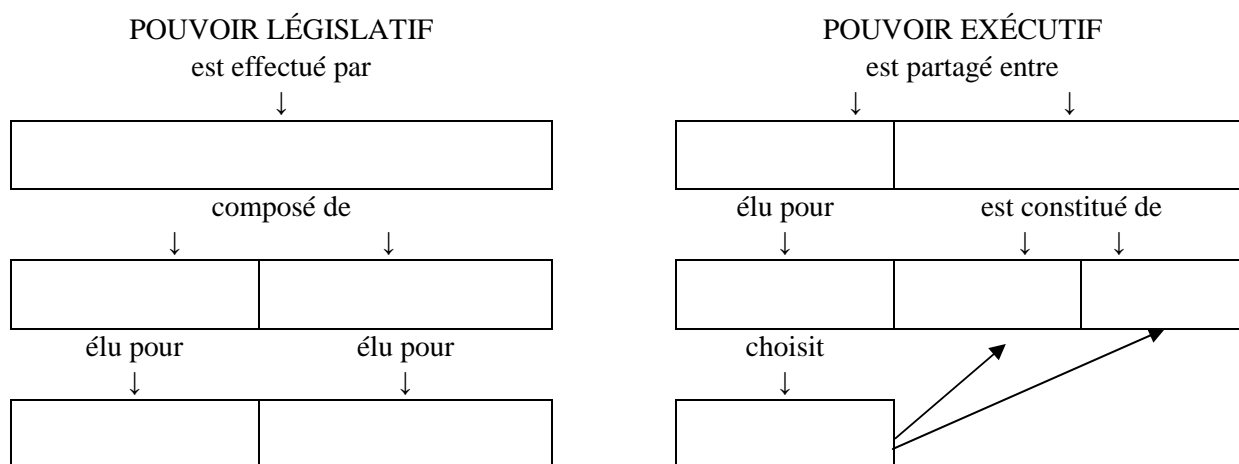 POUVOIR LÉGISLATIF
est effectué par
↓
composé de
↓ ↓
élu pour élu pour
↓ ↓
POUVOIR EXÉCUTIF
est partagé entre
↓ ↓
élu pour est constitué de
↓ ↓ ↓
choisit
↓